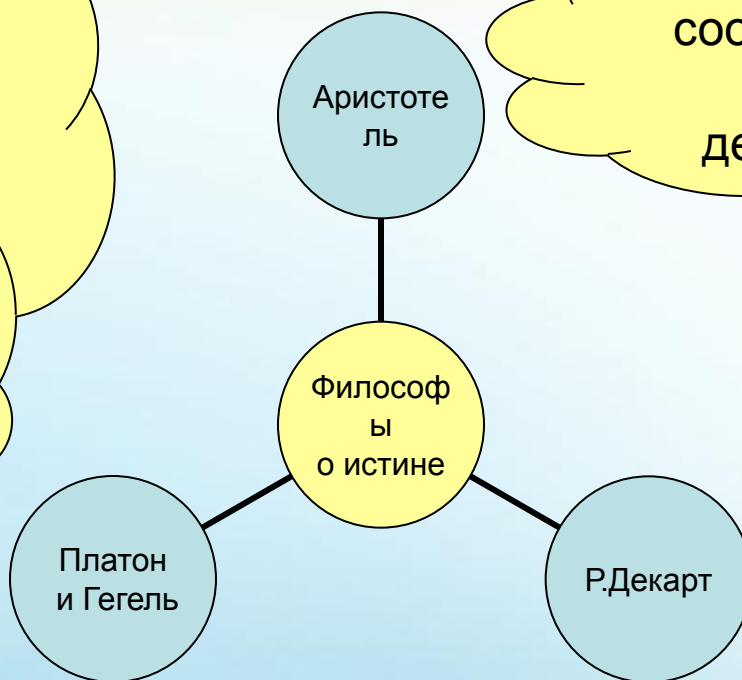 Аристоте
ль
Философ
ы
о истине
Платон
и Гегель
Р.Декарт